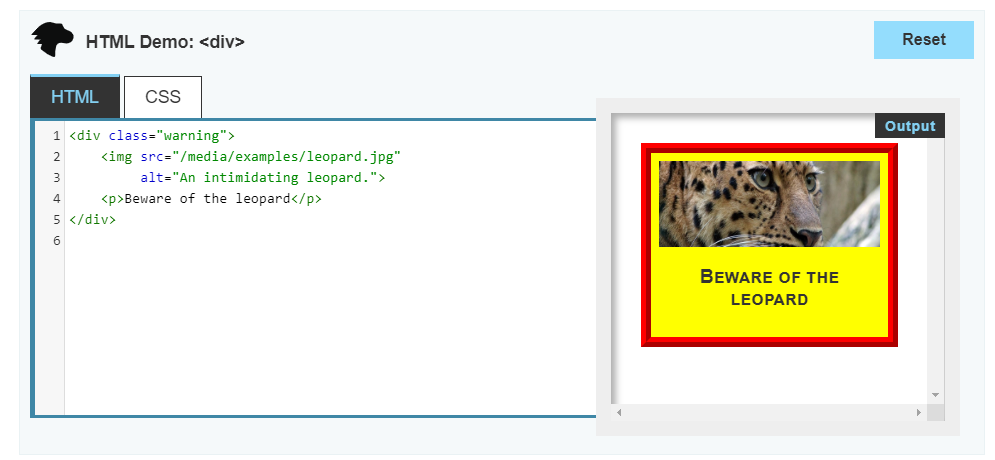 HTML Demo: <div>
Reset
HTML
CSS
1 <div class="warning">
2     <img src="/media/examples/leopard.jpg"
3          alt="An intimidating leopard.">
4     <p>Beware of the leopard</p>
5 </div>
6
Output
Beware of the
leopard